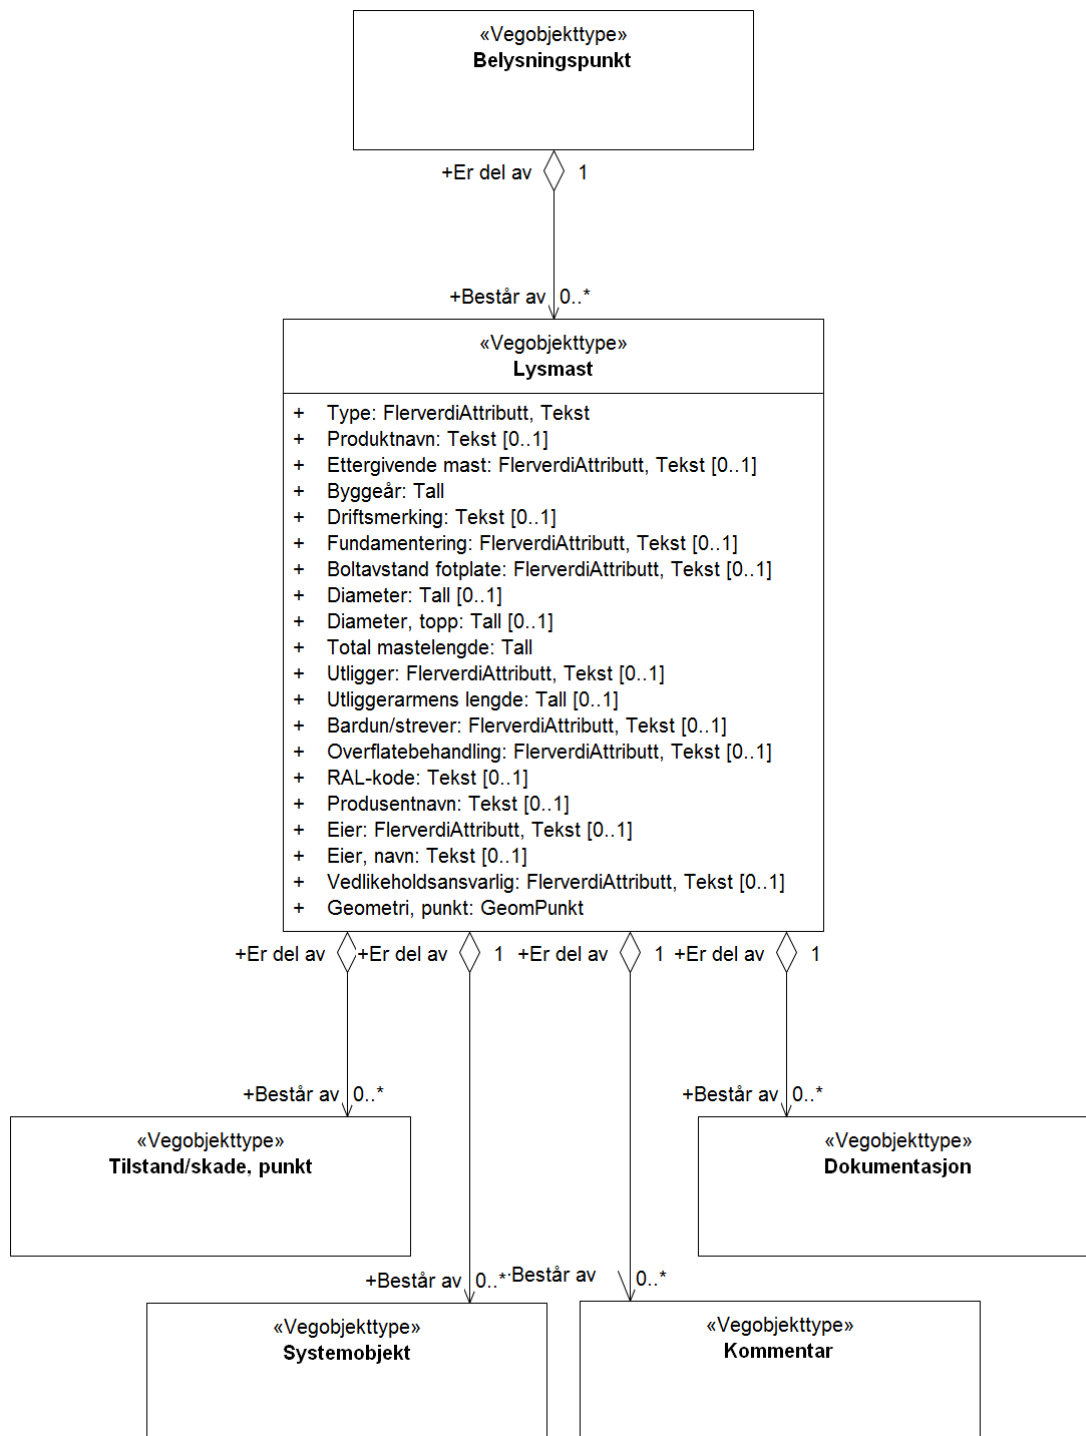 «Vegobjekttype»
Belysningspunkt
+Er del av 1
+Består av 0..*
«Vegobjekttype»
Lysmast
+ Type: FlerverdiAttributt, Tekst
+ Produktnavn: Tekst [0..1]
+ Ettergivende mast: FlerverdiAttributt, Tekst [0..1]
+ Byggeår: Tall
+ Driftsmerking: Tekst [0..1]
+ Fundamentering: FlerverdiAttributt, Tekst [0..1]
+ Boltavstand fotplate: FlerverdiAttributt, Tekst [0..1]
+ Diameter: Tall [0..1]
+ Diameter, topp: Tall [0..1]
+ Total mastelengde: Tall
+ Utligger: FlerverdiAttributt, Tekst [0..1]
+ Utliggerarmens lengde: Tall [0..1]
+ Bardun/strever: FlerverdiAttributt, Tekst [0..1]
+ Overflatebehandling: FlerverdiAttributt, Tekst [0..1]
+ RAL-kode: Tekst [0..1]
+ Produsentnavn: Tekst [0..1]
+ Eier: FlerverdiAttributt, Tekst [0..1]
+ Eier, navn: Tekst [0..1]
+ Vedlikeholdsansvarlig: FlerverdiAttributt, Tekst [0..1]
+ Geometri, punkt: GeomPunkt
+Er del av +Er del av 1 +Er del av 1 +Er del av 1
+Består av 0..* +Består av 0..*
«Vegobjekttype»
Tilstand/skade, punkt
«Vegobjekttype»
Dokumentasjon
+Består av 0..* Består av 0..*
«Vegobjekttype»
Systemobjekt
«Vegobjekttype»
Kommentar